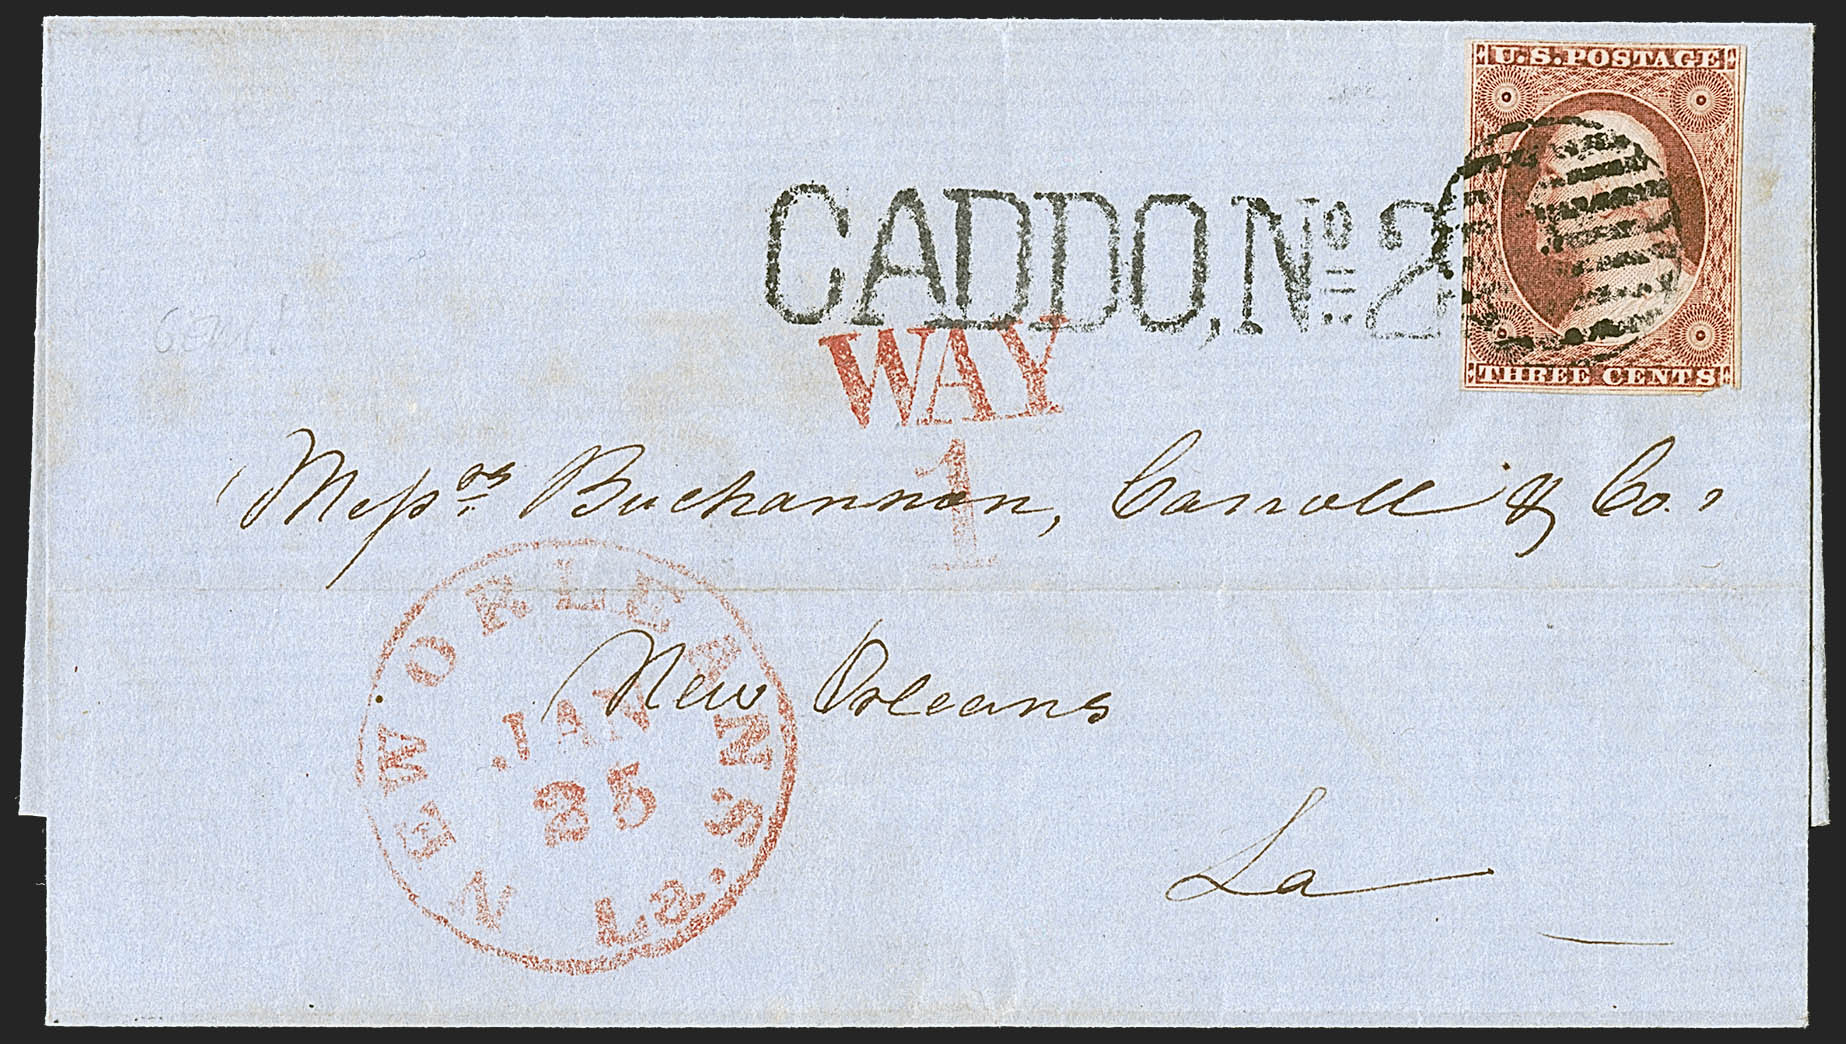 U.S. POSTAGE
CADDO, No. 2
THREE CENTS
WAY
1
Messrs Buchannon, Carroll & Co.,
NEW ORLEANS La.
JAN
25
New Orleans
La